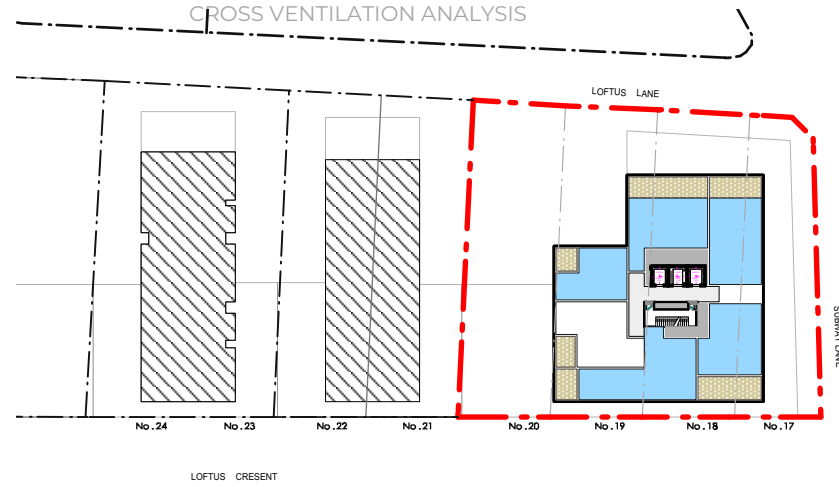 CROSS VENTILATION ANALYSIS
LOFTUS LANE
SUBWAY LANE
No.24 No.23 No.22 No.21 No.20 No.19 No.18 No.17
LOFTUS CRESENT